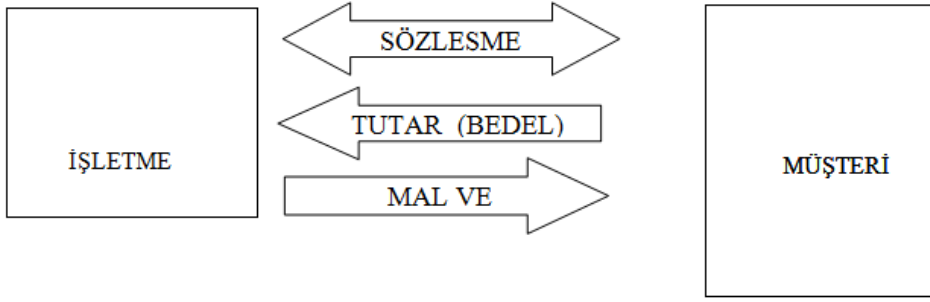 SÖZLESME
TUTAR (BEDEL)
İŞLETME
MÜŞTERİ
MAL VE